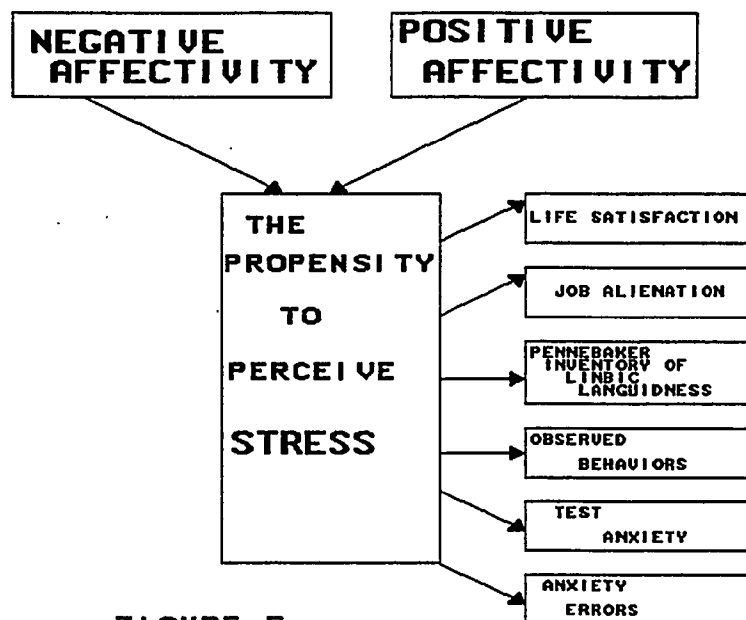 NEGATIVE
AFFECTIVITY
POSITIVE
AFFECTIVITY
THE
PROPENSITY
TO
PERCEIVE
STRESS
LIFE SATISFACTION
JOB ALIENATION
PENNEBAKER
INVENTORY OF
LINBIC
LANGUIDNESS
OBSERVED
BEHAVIORS
TEST
ANXIETY
ANXIETY
ERRORS
FIGURE